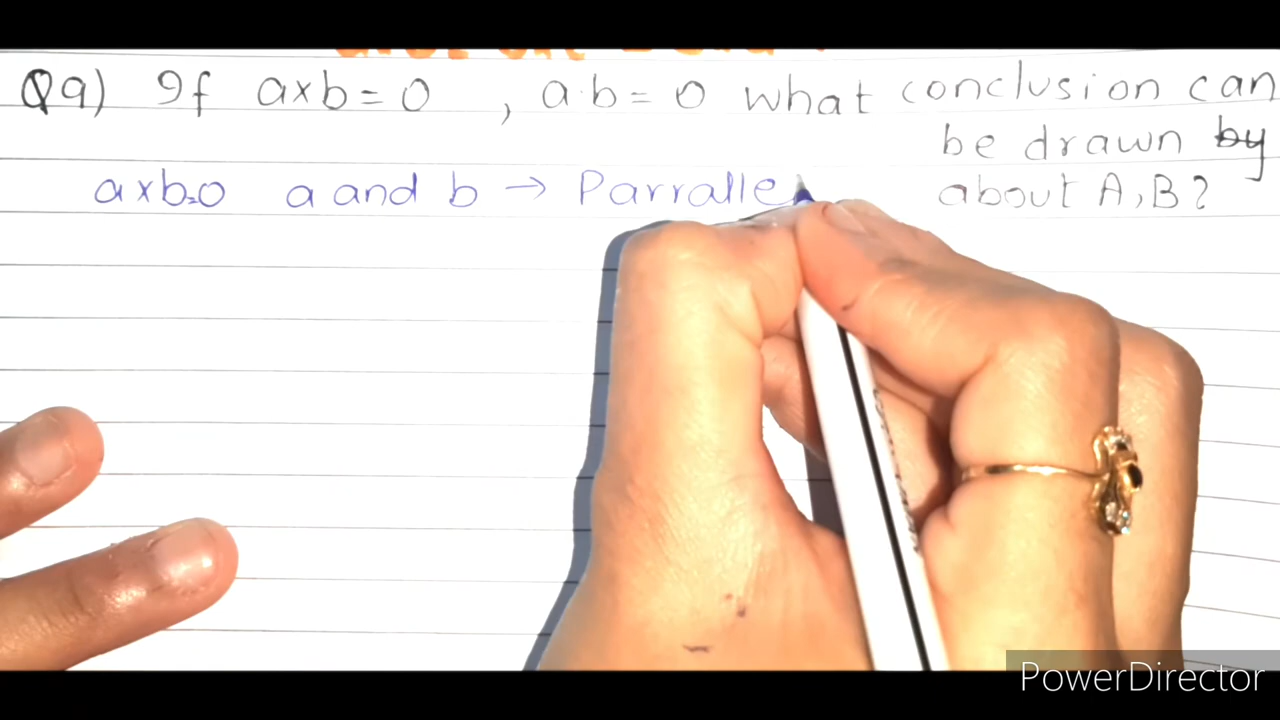 Q9) If a×b=0 , a.b=0 what conclusion can
be drawn by
about A,B?
a×b=0 a and b → Parralle
PowerDirector